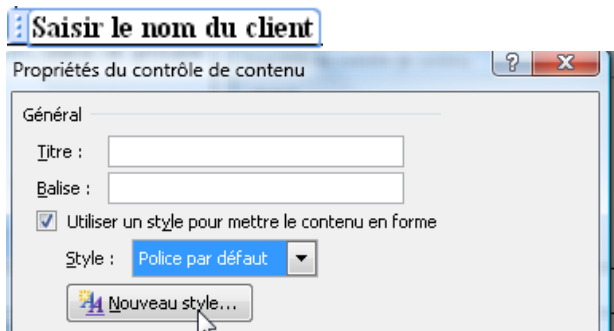 Saisir le nom du client
Propriétés du contrôle de contenu
Général
Titre :
Balise :
Utiliser un style pour mettre le contenu en forme
Style : Police par défaut
Nouveau style...